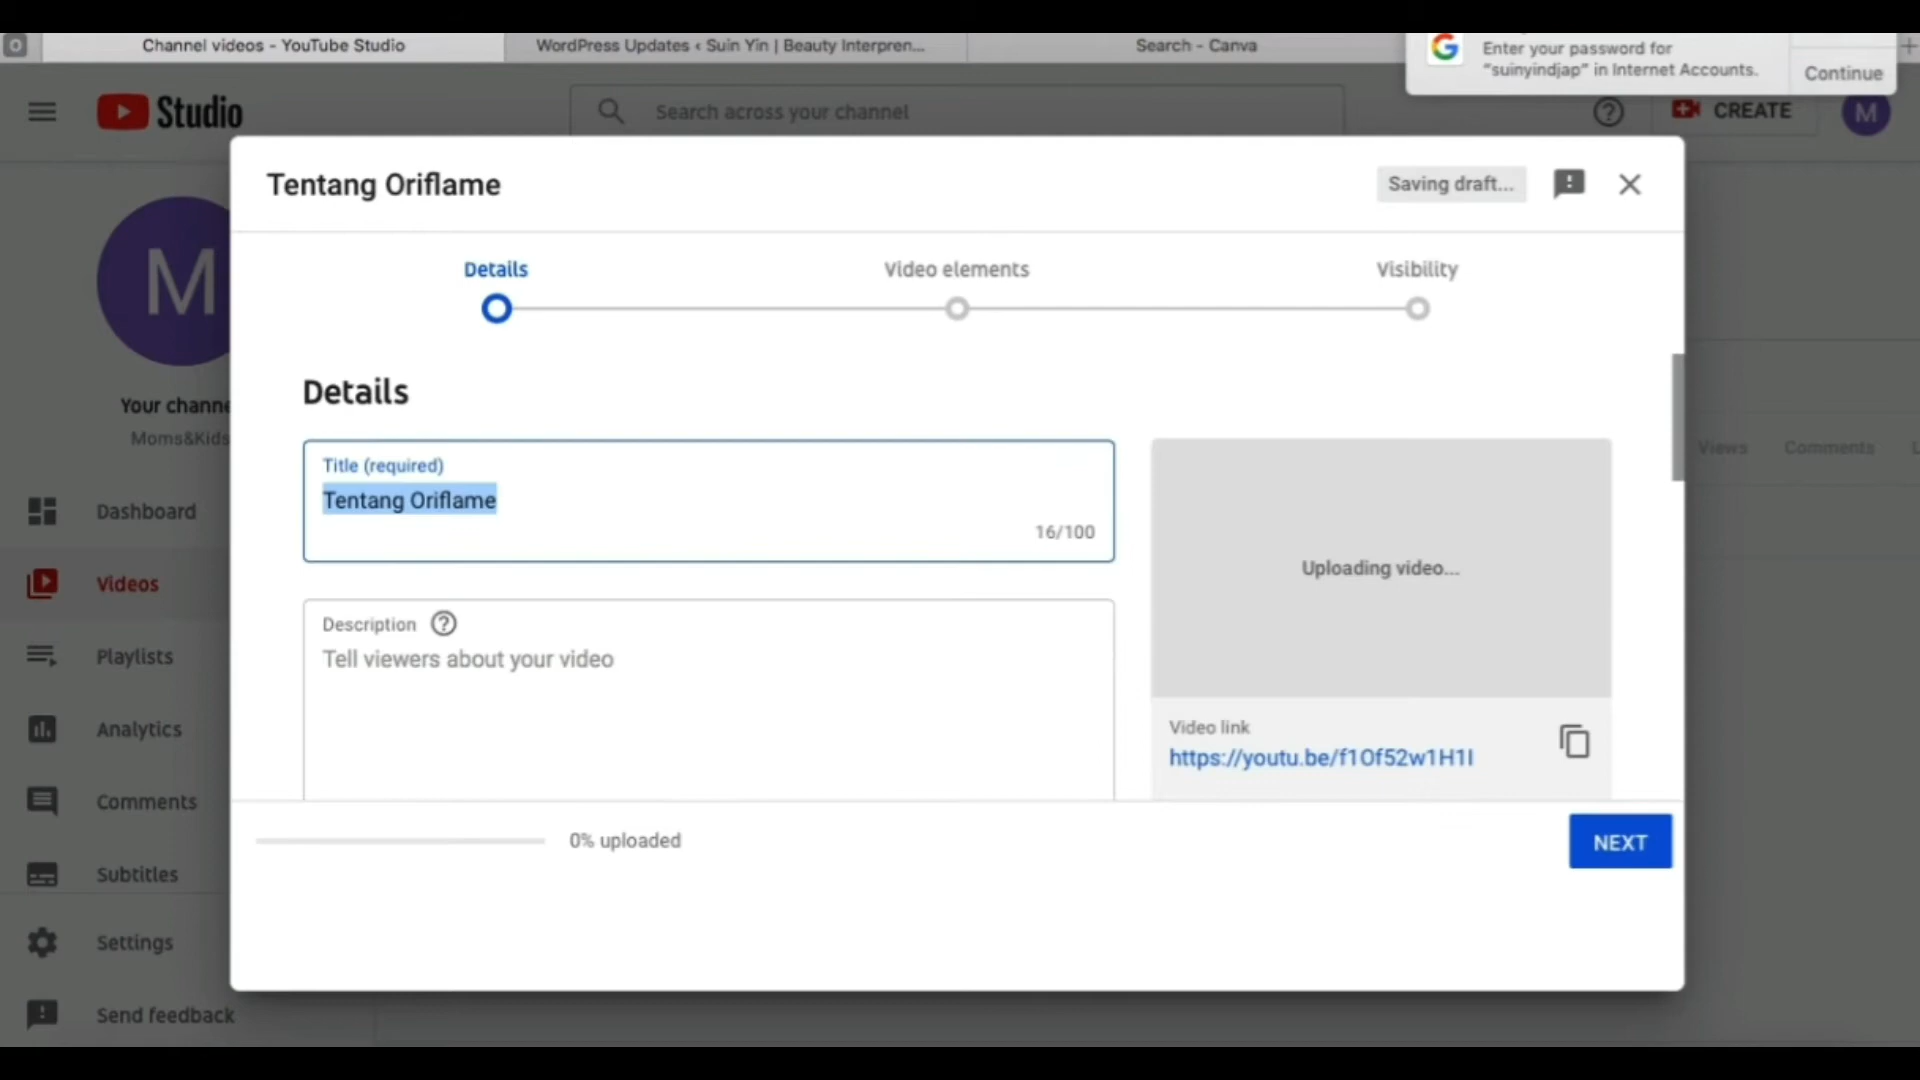 Channel videos - YouTube Studio
WordPress Updates ‹ Suin Yin | Beauty Interpren...
Search - Canva
Enter your password for
"suinyindjap" in Internet Accounts.
Continue
Studio
Search across your channel
CREATE
M
Tentang Oriflame
Saving draft...
Details
Video elements
Visibility
M
Your channe
Moms&Kids
Details
Title (required)
Tentang Oriflame
16/100
Views
Comments
Uploading video...
Description
Tell viewers about your video
Video link
https://youtu.be/f1Of52w1H1I
Dashboard
Videos
Playlists
Analytics
Comments
Subtitles
Settings
Send feedback
0% uploaded
NEXT